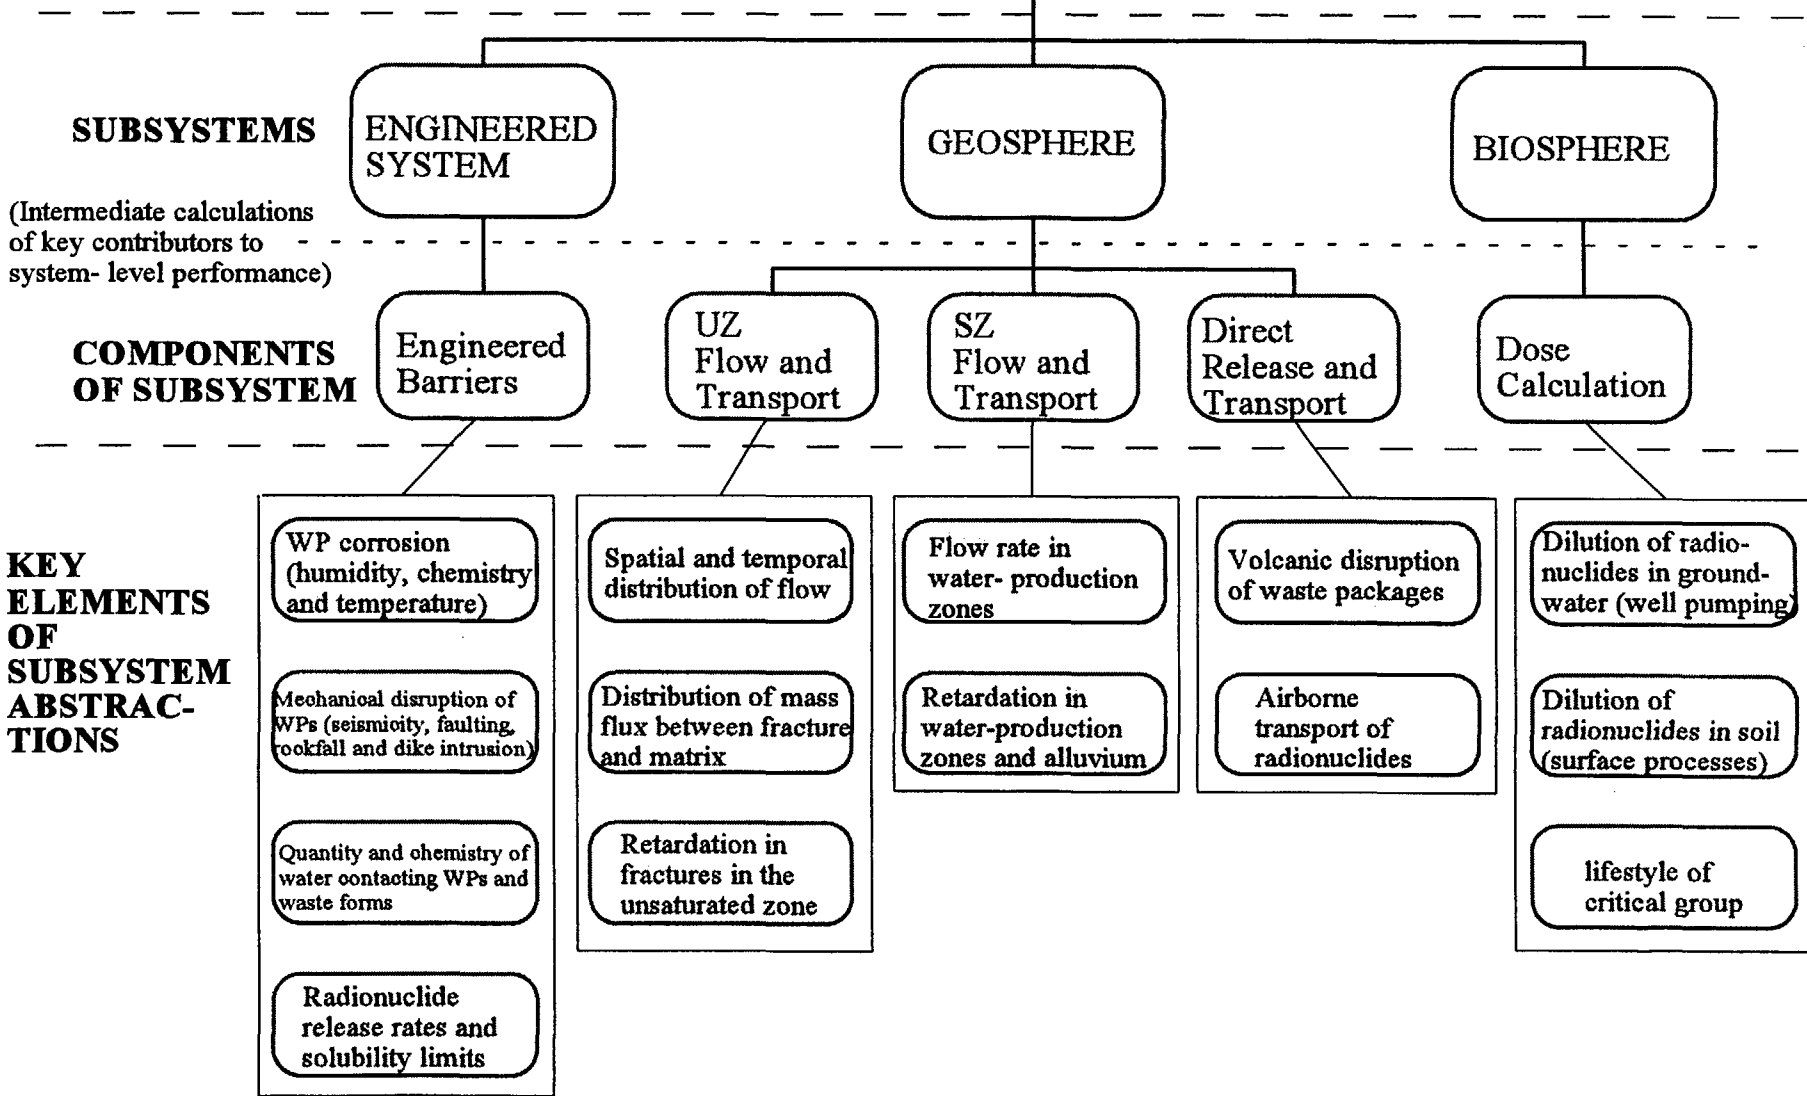 SUBSYSTEMS
(Intermediate calculations
of key contributors to
system- level performance)
ENGINEERED
SYSTEM
GEOSPHERE
BIOSPHERE
COMPONENTS
OF SUBSYSTEM
Engineered
Barriers
UZ
Flow and
Transport
SZ
Flow and
Transport
Direct
Release and
Transport
Dose
Calculation
KEY
ELEMENTS
OF
SUBSYSTEM
ABSTRAC-
TIONS
WP corrosion
(humidity, chemistry
and temperature)
Mechanical disruption of
WPs (seismicity, faulting,
rockfall and dike intrusion)
Quantity and chemistry of
water contacting WPs and
waste forms
Radionuclide
release rates and
solubility limits
Spatial and temporal
distribution of flow
Distribution of mass
flux between fracture
and matrix
Retardation in
fractures in the
unsaturated zone
Flow rate in
water- production
zones
Retardation in
water-production
zones and alluvium
Volcanic disruption
of waste packages
Airborne
transport of
radionuclides
Dilution of radio-
nuclides in ground-
water (well pumping)
Dilution of
radionuclides in soil
(surface processes)
lifestyle of
critical group